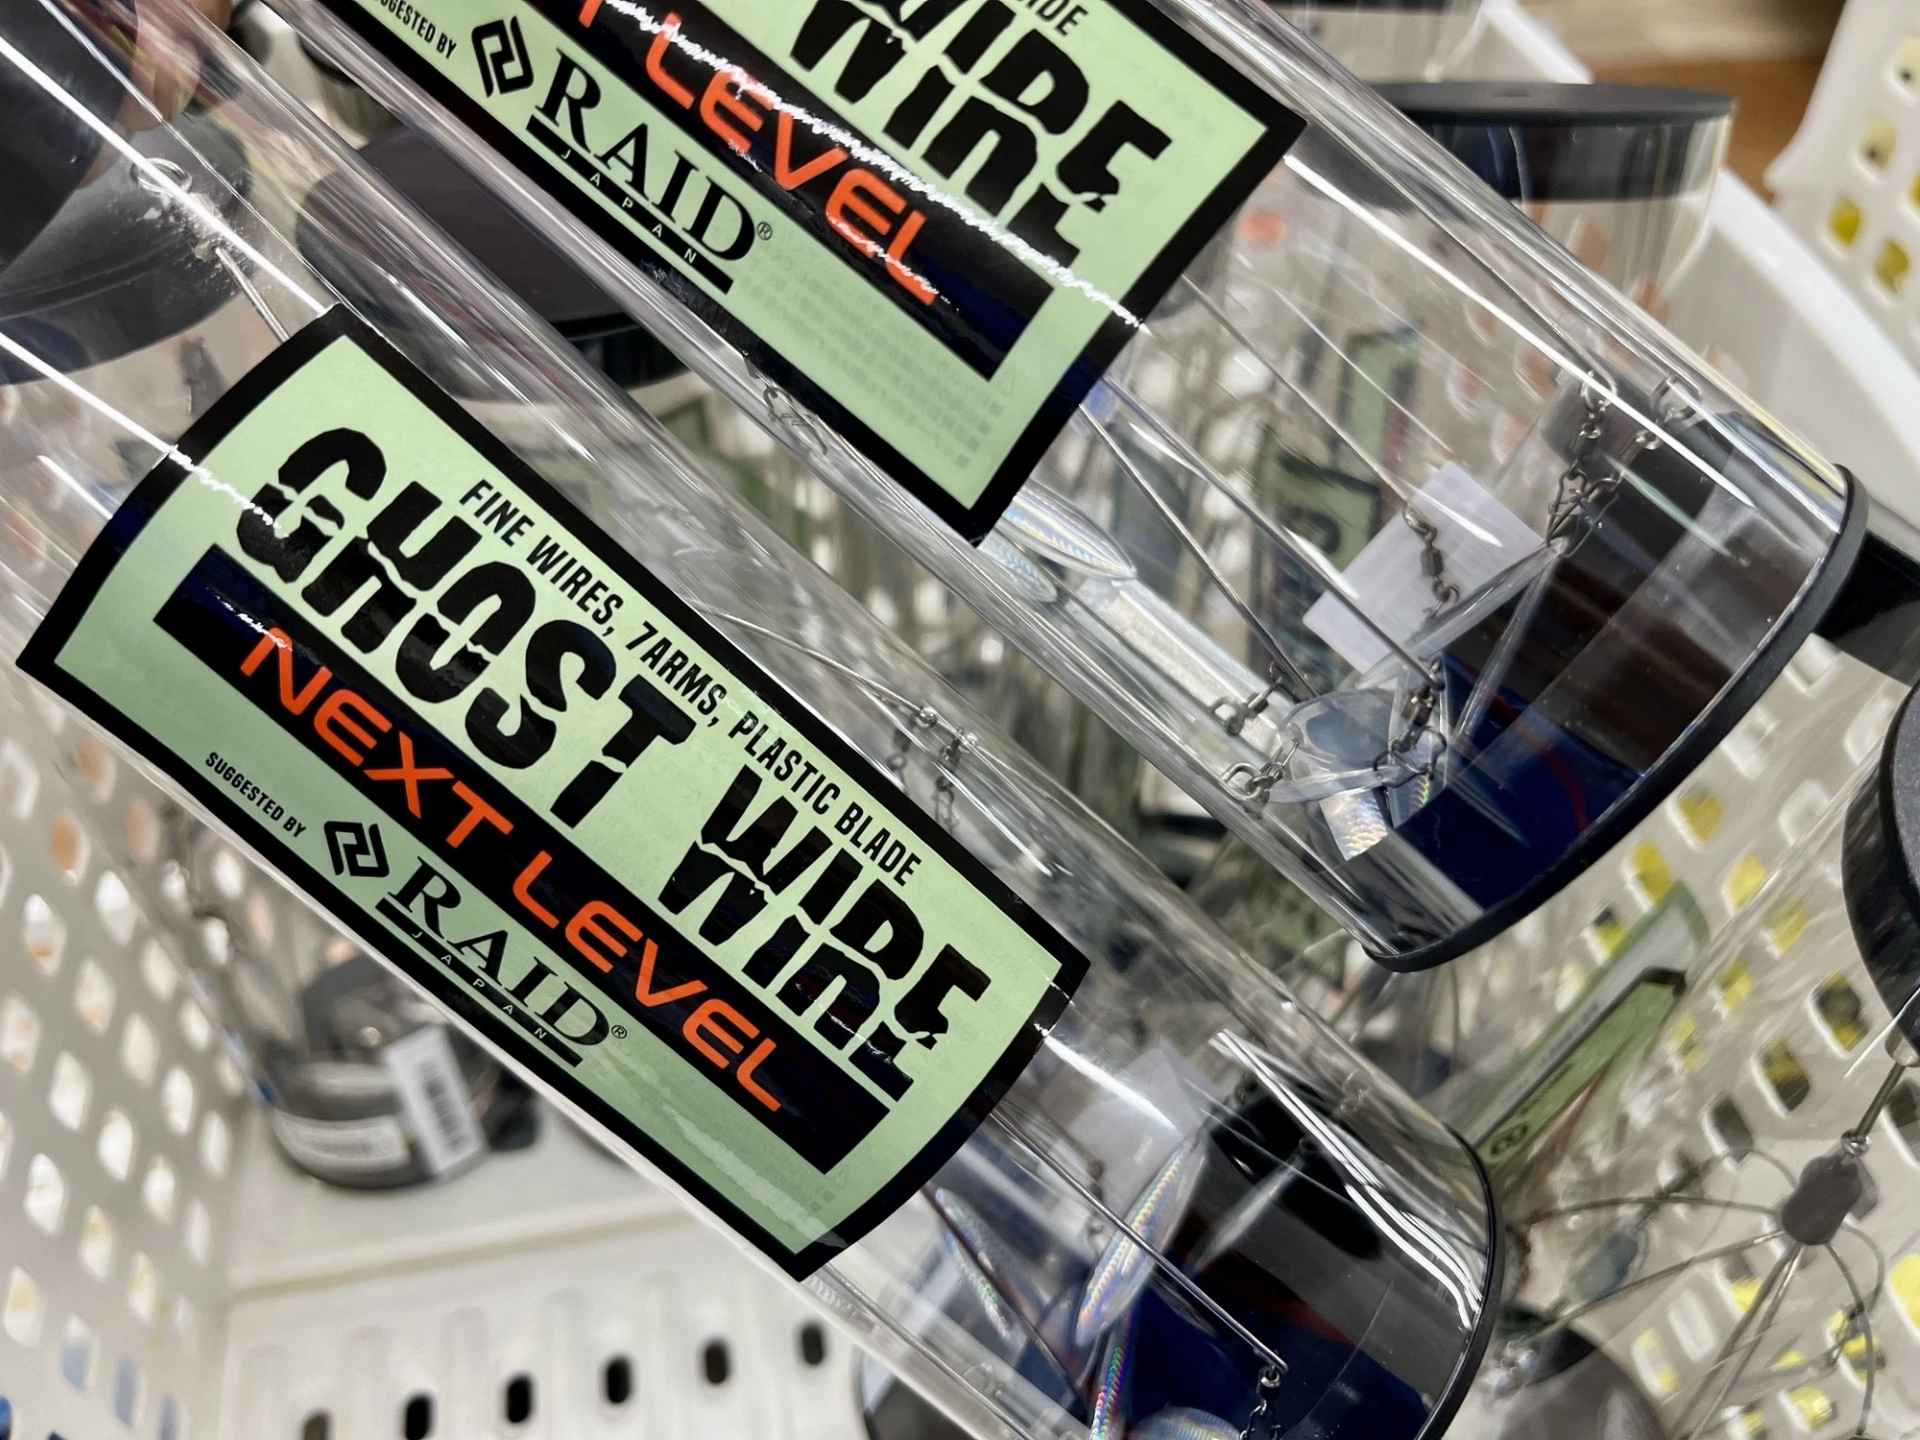 WIRE
LEVEL
SUGGESTED BY
RAID®
JAPAN
FINE WIRES, 7ARMS, PLASTIC BLADE
GHOST WIRE
NEXT LEVEL
SUGGESTED BY
RAID®
JAPAN